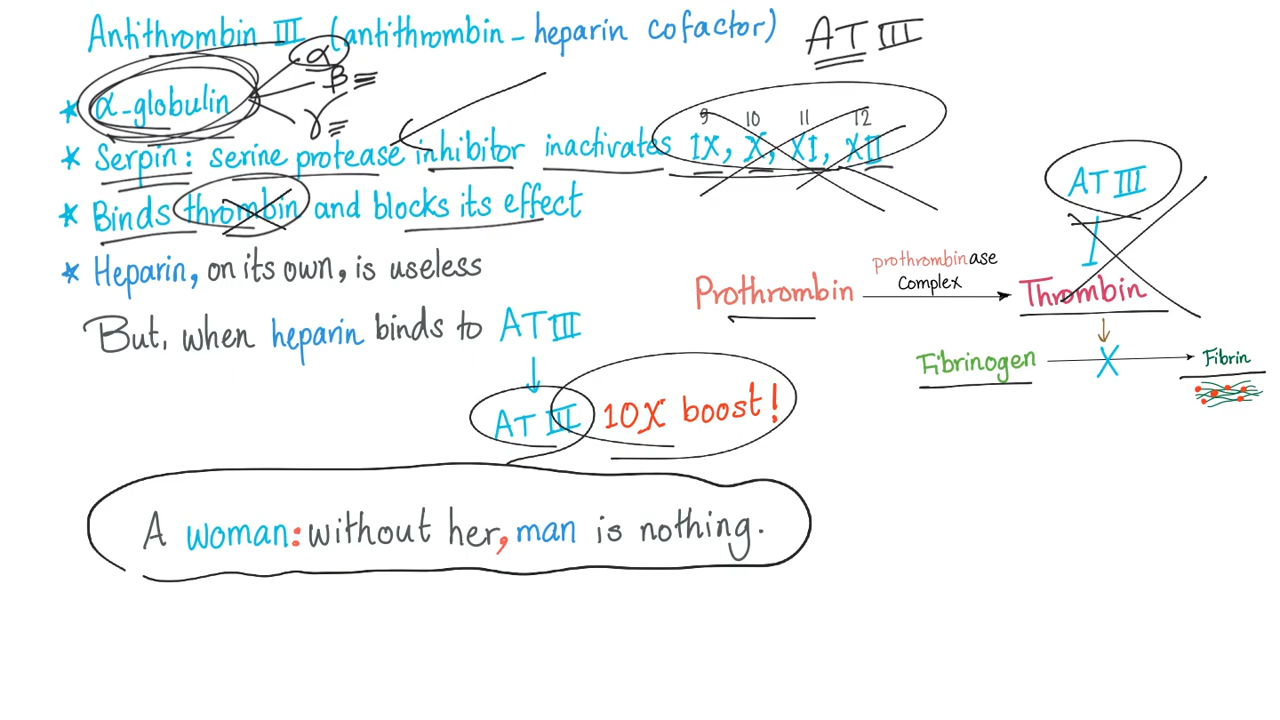 Antithrombin III (antithrombin - heparin cofactor) AT III
α
β
* α-globulin
γ
9 10 11 12
* Serpin: serine protease inhibitor inactivates IX, X, XI, XII
* Binds thrombin and blocks its effect
* Heparin, on its own, is useless
But, when heparin binds to AT III
AT III 10X boost!
A woman: without her, man is nothing.
AT III
prothrombinase
complex
Prothrombin Thrombin
Fibrinogen X Fibrin